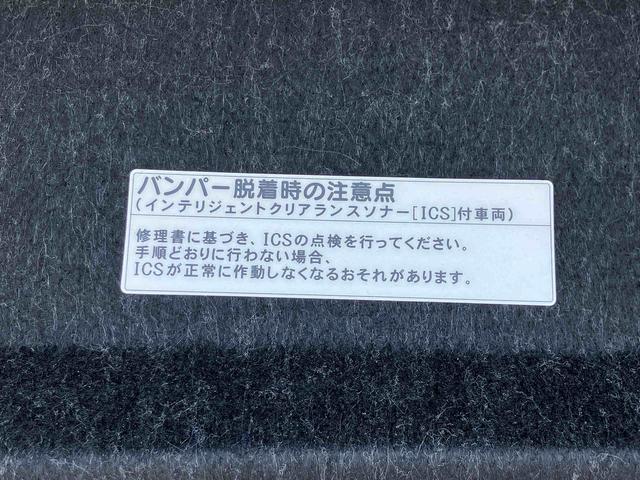 バンパー脱着時の注意点
(インテリジェントクリアランスソナー[ICS]付車両)
修理書に基づき、ICSの点検を行ってください。
手順どおりに行わない場合、
ICSが正常に作動しなくなるおそれがあります。